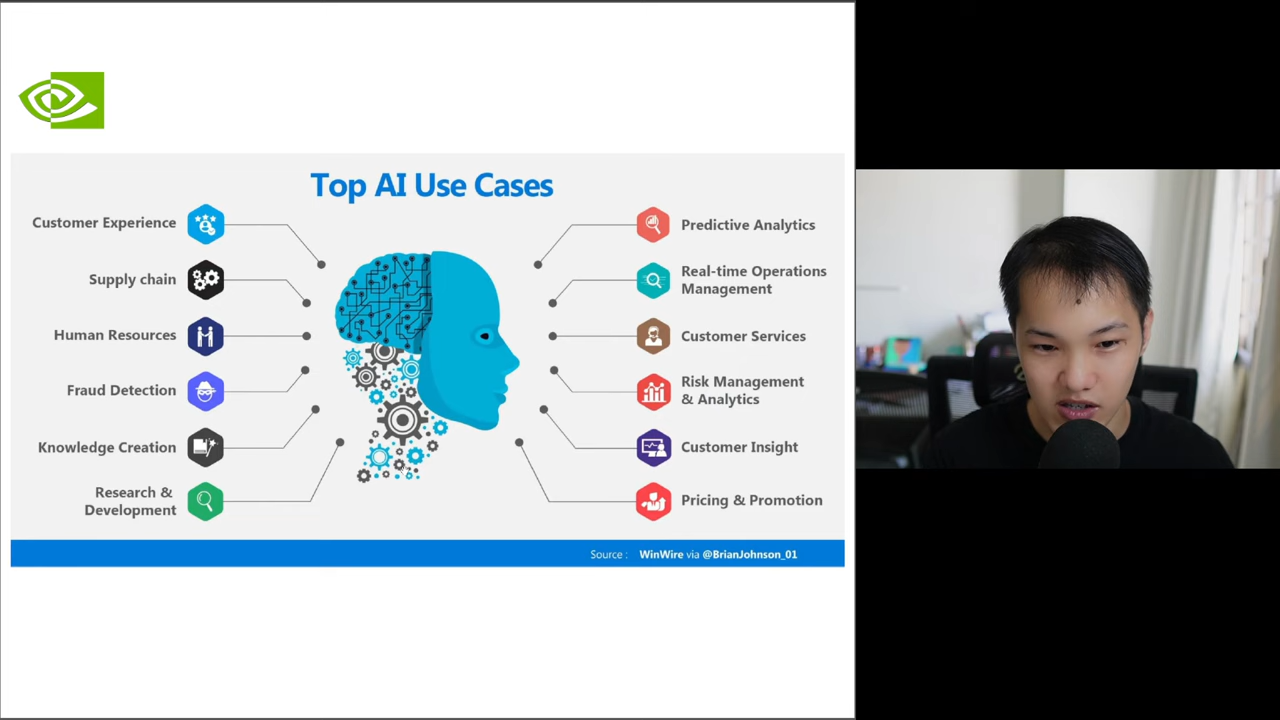 Top AI Use Cases
Customer Experience
Supply chain
Human Resources
Fraud Detection
Knowledge Creation
Research &
Development
Predictive Analytics
Real-time Operations
Management
Customer Services
Risk Management
& Analytics
Customer Insight
Pricing & Promotion
Source : WinWire via @BrianJohnson_01